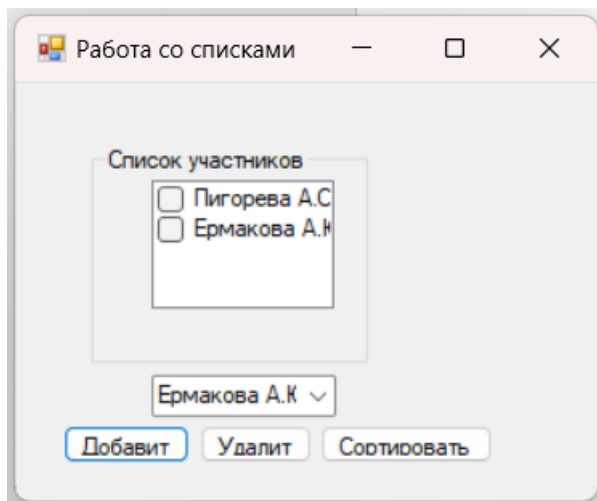 Работа со списками
Список участников
Пигорева А.С
Ермакова А.К
Ермакова А.К
Добавит Удалит Сортировать